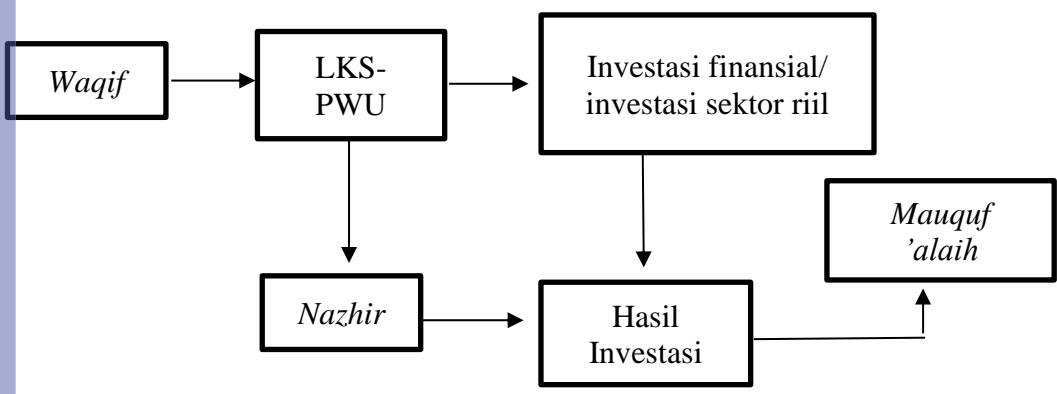 Waqif
LKS-
PWU
Investasi finansial/
investasi sektor riil
Mauquf
’alaih
Nazhir
Hasil
Investasi